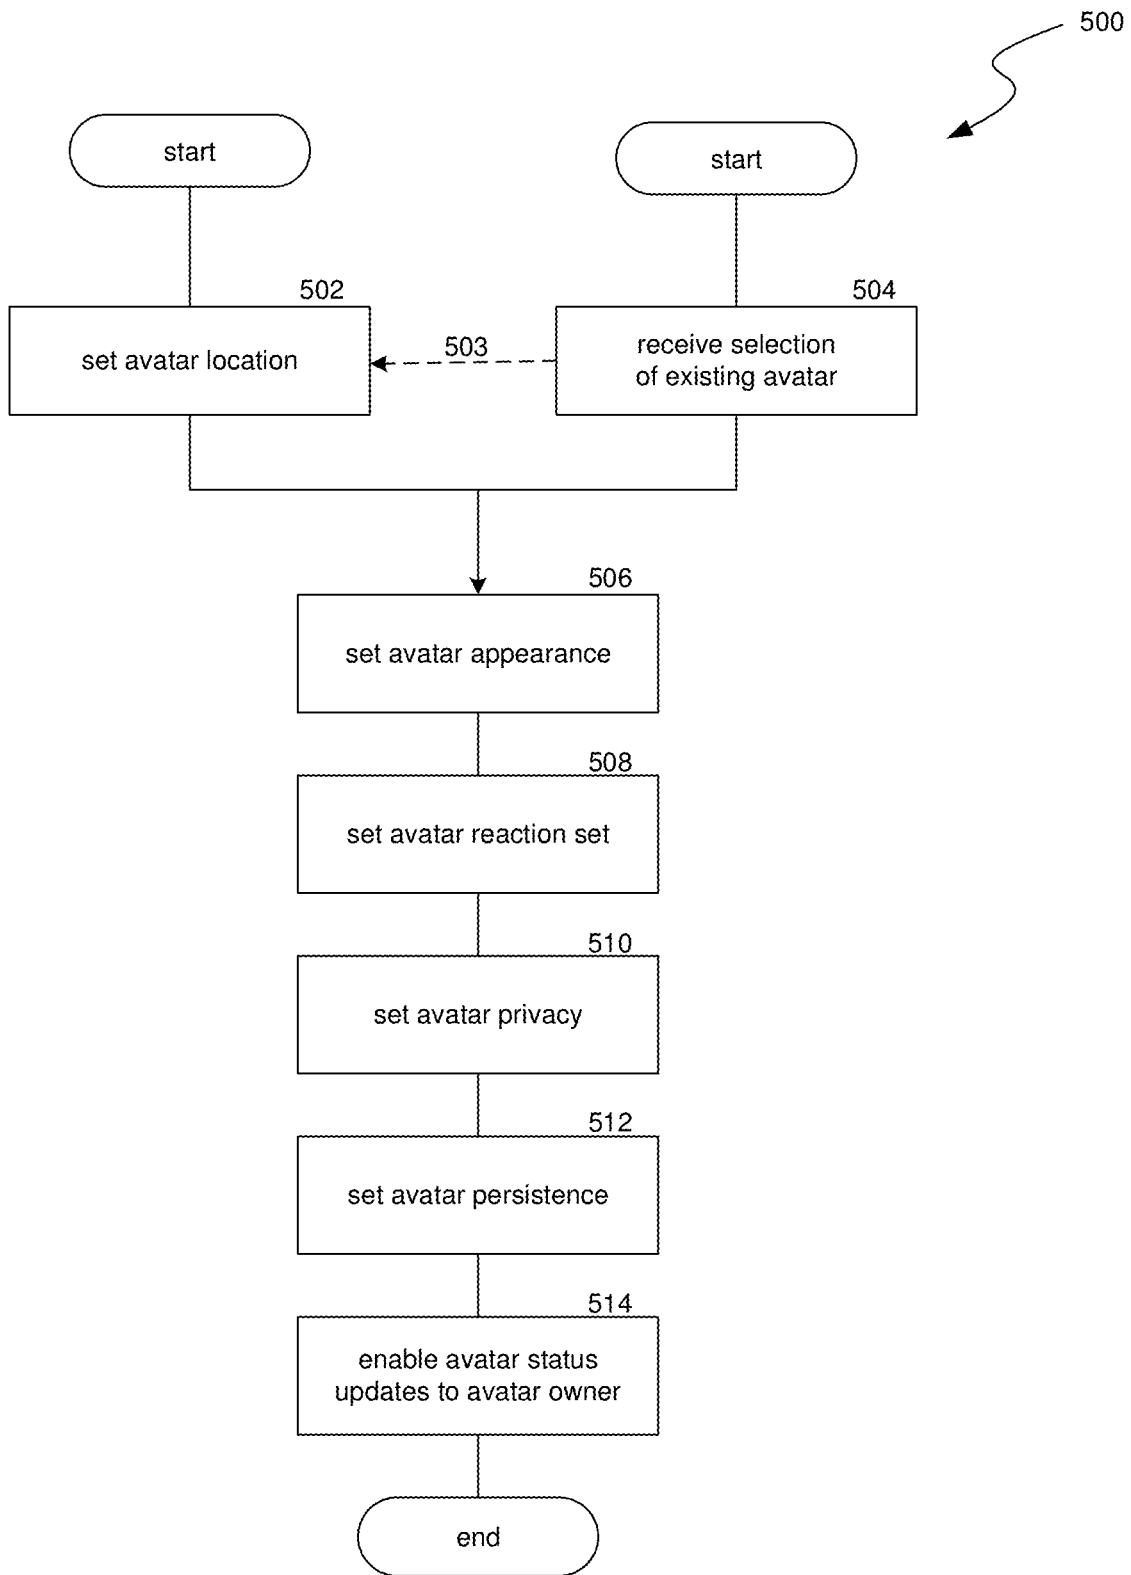 500
start
start
502
504
set avatar location
503
receive selection
of existing avatar
506
set avatar appearance
508
set avatar reaction set
510
set avatar privacy
512
set avatar persistence
514
enable avatar status
updates to avatar owner
end